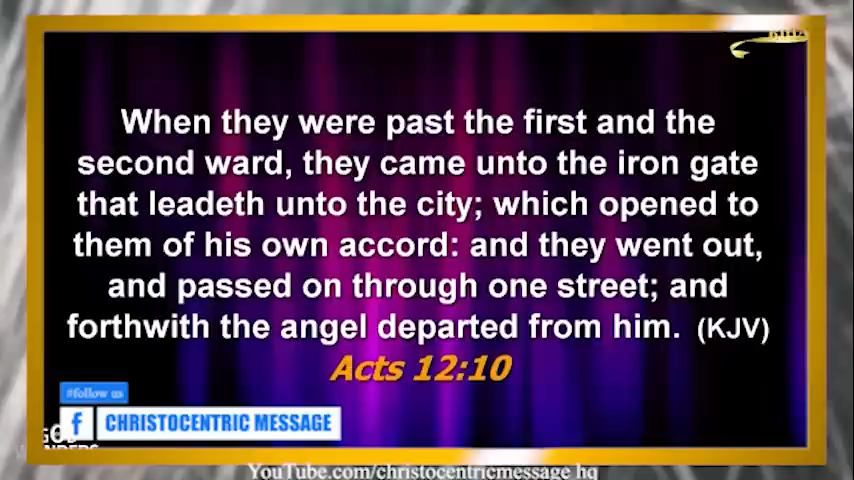 When they were past the first and the
second ward, they came unto the iron gate
that leadeth unto the city; which opened to
them of his own accord: and they went out,
and passed on through one street; and
forthwith the angel departed from him. (KJV)
Acts 12:10
#follow us
f CHRISTOCENTRIC MESSAGE
YouTube.com/christocentricmessage hq